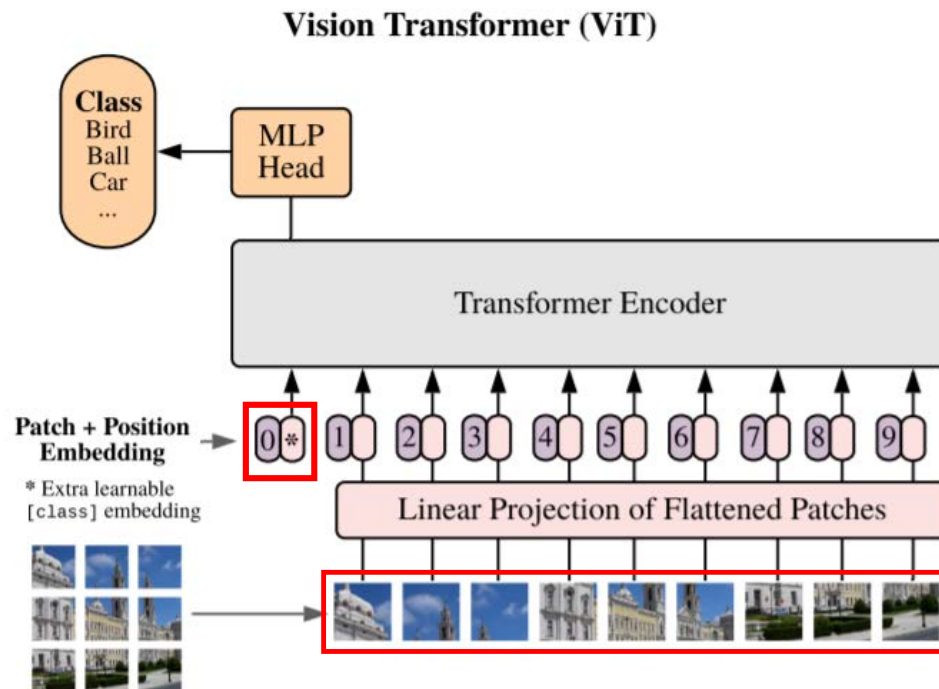 Vision Transformer (ViT)
Class
Bird
Ball
Car
...
MLP
Head
Transformer Encoder
Patch + Position
Embedding
0 * 1 2 3 4 5 6 7 8 9
* Extra learnable
[class] embedding
Linear Projection of Flattened Patches